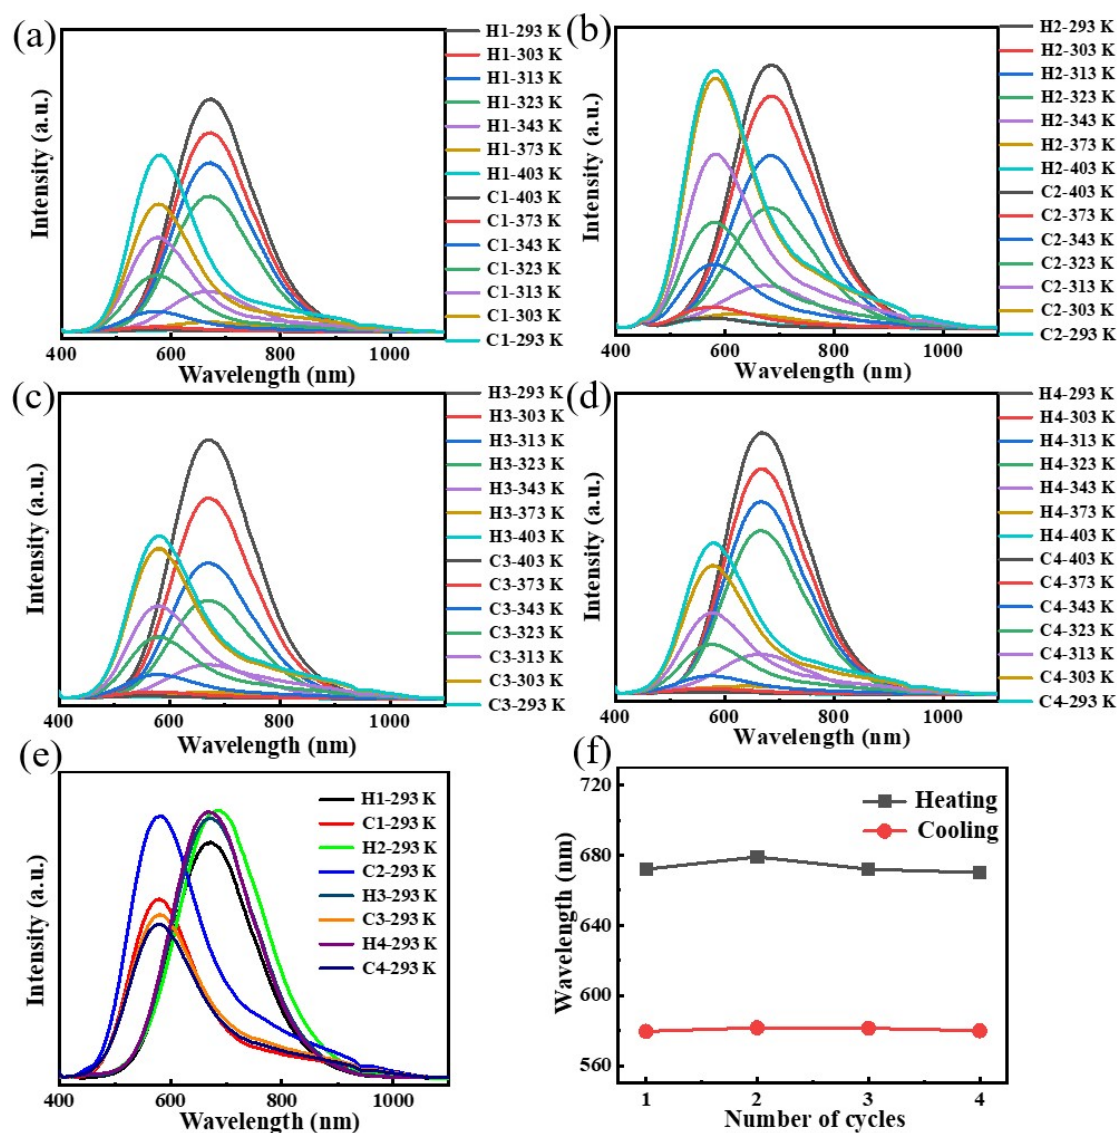 (a)
Intensity (a.u.)
H1-293 K
H1-303 K
H1-313 K
H1-323 K
H1-343 K
H1-373 K
H1-403 K
C1-403 K
C1-373 K
C1-343 K
C1-323 K
C1-313 K
C1-303 K
C1-293 K
400 600 800 1000
Wavelength (nm)
(b)
Intensity (a.u.)
H2-293 K
H2-303 K
H2-313 K
H2-323 K
H2-343 K
H2-373 K
H2-403 K
C2-403 K
C2-373 K
C2-343 K
C2-323 K
C2-313 K
C2-303 K
C2-293 K
400 600 800 1000
Wavelength (nm)
(c)
Intensity (a.u.)
H3-293 K
H3-303 K
H3-313 K
H3-323 K
H3-343 K
H3-373 K
H3-403 K
C3-403 K
C3-373 K
C3-343 K
C3-323 K
C3-313 K
C3-303 K
C3-293 K
400 600 800 1000
Wavelength (nm)
(d)
Intensity (a.u.)
H4-293 K
H4-303 K
H4-313 K
H4-323 K
H4-343 K
H4-373 K
H4-403 K
C4-403 K
C4-373 K
C4-343 K
C4-323 K
C4-313 K
C4-303 K
C4-293 K
400 600 800 1000
Wavelength (nm)
(e)
Intensity (a.u.)
H1-293 K
C1-293 K
H2-293 K
C2-293 K
H3-293 K
C3-293 K
H4-293 K
C4-293 K
400 600 800 1000
Wavelength (nm)
(f)
Wavelength (nm)
720
680
640
600
560
Heating
Cooling
1 2 3 4
Number of cycles